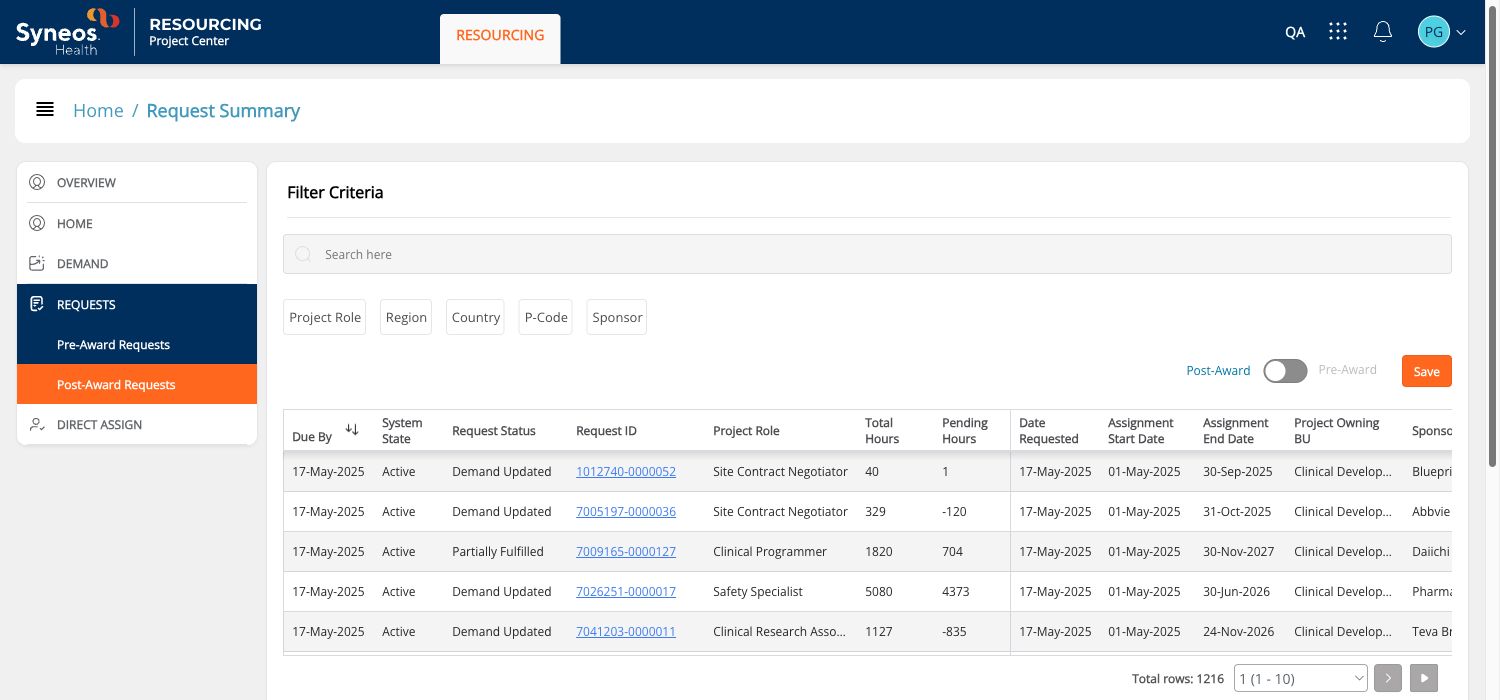 Syneos
Health
RESOURCING
Project Center
RESOURCING
QA
PG
Home / Request Summary
OVERVIEW
HOME
DEMAND
REQUESTS
Pre-Award Requests
Post-Award Requests
DIRECT ASSIGN
Filter Criteria
Search here
Project Role Region Country P-Code Sponsor
Post-Award Pre-Award Save
Due By System State Request Status Request ID Project Role Total Hours Pending Hours Date Requested Assignment Start Date Assignment End Date Project Owning BU Sponso
17-May-2025 Active Demand Updated 1012740-0000052 Site Contract Negotiator 40 1 17-May-2025 01-May-2025 30-Sep-2025 Clinical Develop... Bluepri
17-May-2025 Active Demand Updated 7005197-0000036 Site Contract Negotiator 329 -120 17-May-2025 01-May-2025 31-Oct-2025 Clinical Develop... Abbvie
17-May-2025 Active Partially Fulfilled 7009165-0000127 Clinical Programmer 1820 704 17-May-2025 01-May-2025 30-Nov-2027 Clinical Develop... Daiichi
17-May-2025 Active Demand Updated 7026251-0000017 Safety Specialist 5080 4373 17-May-2025 01-May-2025 30-Jun-2026 Clinical Develop... Pharma
17-May-2025 Active Demand Updated 7041203-0000011 Clinical Research Asso... 1127 -835 17-May-2025 01-May-2025 24-Nov-2026 Clinical Develop... Teva Br
Total rows: 1216 1 (1 - 10)